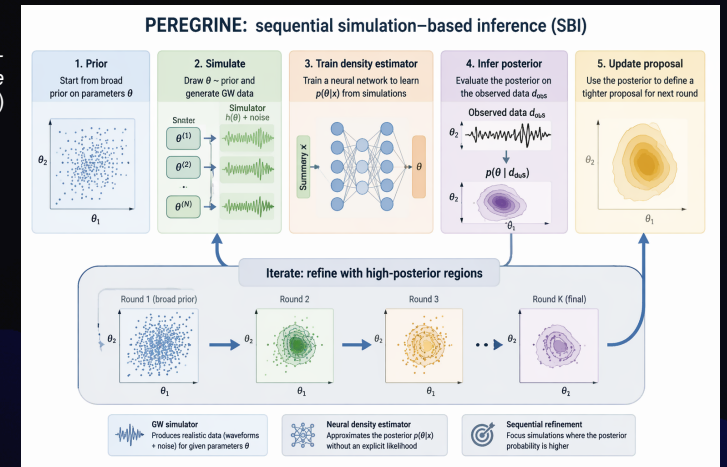 PEREGRINE: sequential simulation–based inference (SBI)
1. Prior
Start from broad
prior on parameters θ
θ₂
θ₁
2. Simulate
Draw θ ~ prior and
generate GW data
Snater
Simulator
h(θ) + noise
θ⁽¹⁾
θ⁽²⁾
θ⁽ᴺ⁾
3. Train density estimator
Train a neural network to learn
p(θ|x) from simulations
Summery x
θ
4. Infer posterior
Evaluate the posterior on
the observed data dₒbs
Observed data dₒbs
θ₂
p(θ | dduS)
θ₂
θ₁
5. Update proposal
Use the posterior to define a
tighter proposal for next round
θ₂
θ₁
Iterate: refine with high-posterior regions
Round 1 (broad prior)
Round 2
Round 3
Round K (final)
θ₂
θ₂
θ₂
θ₂
θ₁
θ₁
θ₁
θ₂
GW simulator
Produces realistic data (waveforms
+ noise) for given parameters θ
Neural density estimator
Approximates the posterior p(θ|x)
without an explicit likelihood
Sequential refinement
Focus simulations where the posterior
probability is higher